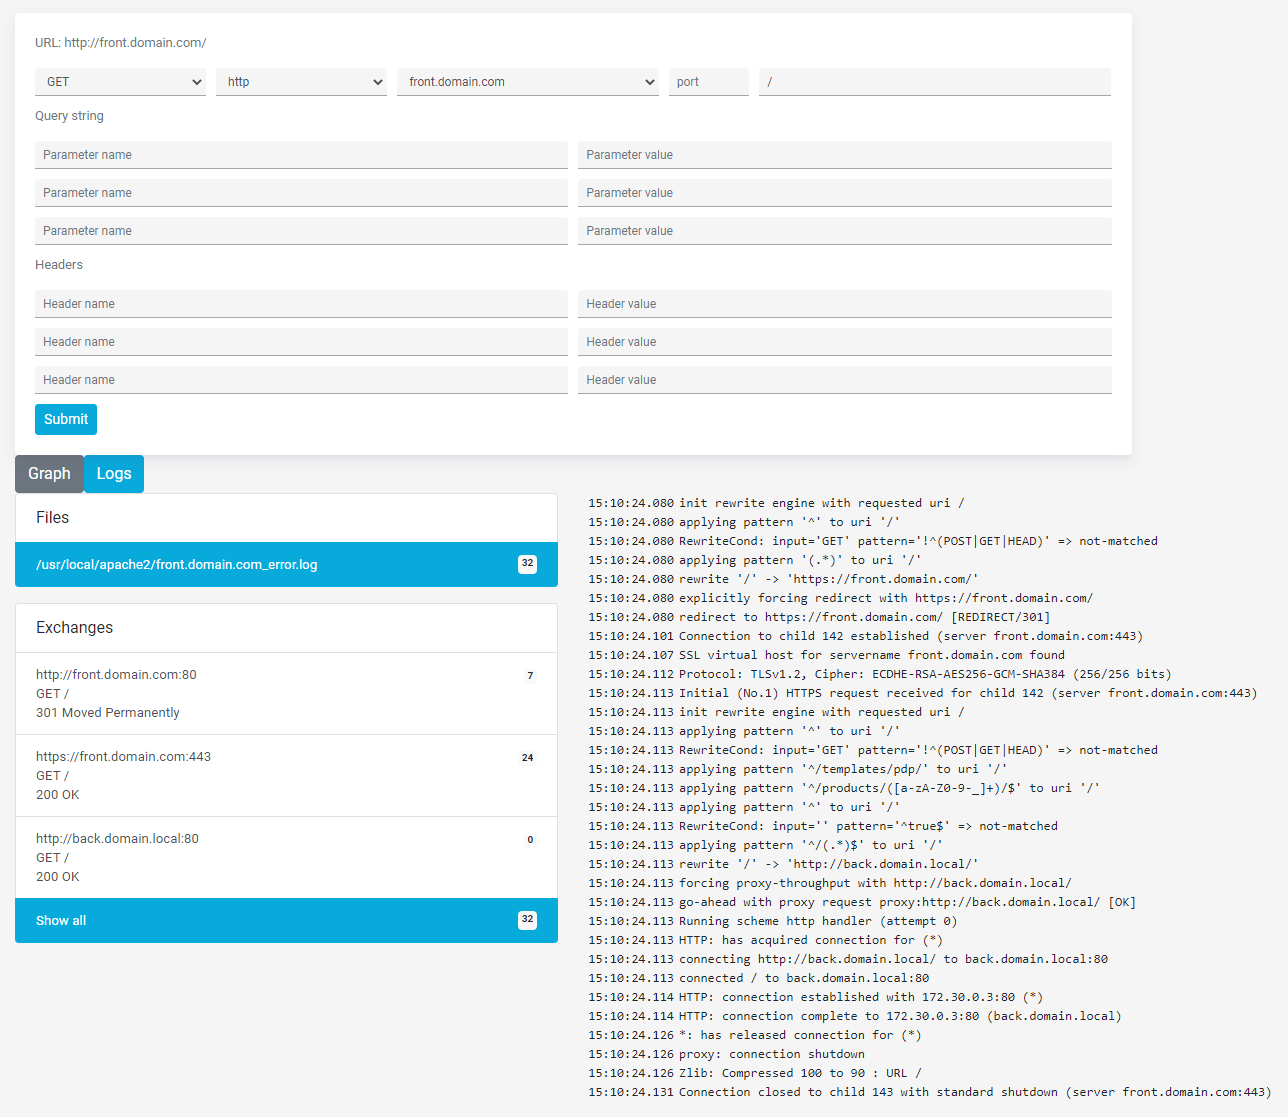 URL: http://front.domain.com/
GET http front.domain.com port /
Query string
Parameter name Parameter value
Parameter name Parameter value
Parameter name Parameter value
Headers
Header name Header value
Header name Header value
Header name Header value
Submit
Graph Logs
Files
/usr/local/apache2/front.domain.com_error.log 32
Exchanges
http://front.domain.com:80 7
GET /
301 Moved Permanently
https://front.domain.com:443 24
GET /
200 OK
http://back.domain.local:80 0
GET /
200 OK
Show all 32
15:10:24.080 init rewrite engine with requested uri /
15:10:24.080 applying pattern '^' to uri '/'
15:10:24.080 RewriteCond: input='GET' pattern='!^(POST|GET|HEAD)' => not-matched
15:10:24.080 applying pattern '(.*)' to uri '/'
15:10:24.080 rewrite '/' -> 'https://front.domain.com/'
15:10:24.080 explicitly forcing redirect with https://front.domain.com/
15:10:24.080 redirect to https://front.domain.com/ [REDIRECT/301]
15:10:24.101 Connection to child 142 established (server front.domain.com:443)
15:10:24.107 SSL virtual host for servername front.domain.com found
15:10:24.112 Protocol: TLSv1.2, Cipher: ECDHE-RSA-AES256-GCM-SHA384 (256/256 bits)
15:10:24.113 Initial (No.1) HTTPS request received for child 142 (server front.domain.com:443)
15:10:24.113 init rewrite engine with requested uri /
15:10:24.113 applying pattern '^' to uri '/'
15:10:24.113 RewriteCond: input='GET' pattern='!^(POST|GET|HEAD)' => not-matched
15:10:24.113 applying pattern '^/templates/pdp/' to uri '/'
15:10:24.113 applying pattern '^/products/([a-zA-Z0-9-_]+)/$' to uri '/'
15:10:24.113 applying pattern '^' to uri '/'
15:10:24.113 RewriteCond: input='' pattern='^true$' => not-matched
15:10:24.113 applying pattern '^/(.*)$' to uri '/'
15:10:24.113 rewrite '/' -> 'http://back.domain.local/'
15:10:24.113 forcing proxy-throughput with http://back.domain.local/
15:10:24.113 go-ahead with proxy request proxy:http://back.domain.local/ [OK]
15:10:24.113 Running scheme http handler (attempt 0)
15:10:24.113 HTTP: has acquired connection for (*)
15:10:24.113 connecting http://back.domain.local/ to back.domain.local:80
15:10:24.113 connected / to back.domain.local:80
15:10:24.114 HTTP: connection established with 172.30.0.3:80 (*)
15:10:24.114 HTTP: connection complete to 172.30.0.3:80 (back.domain.local)
15:10:24.126 *: has released connection for (*)
15:10:24.126 proxy: connection shutdown
15:10:24.126 Zlib: Compressed 100 to 90 : URL /
15:10:24.131 Connection closed to child 143 with standard shutdown (server front.domain.com:443)